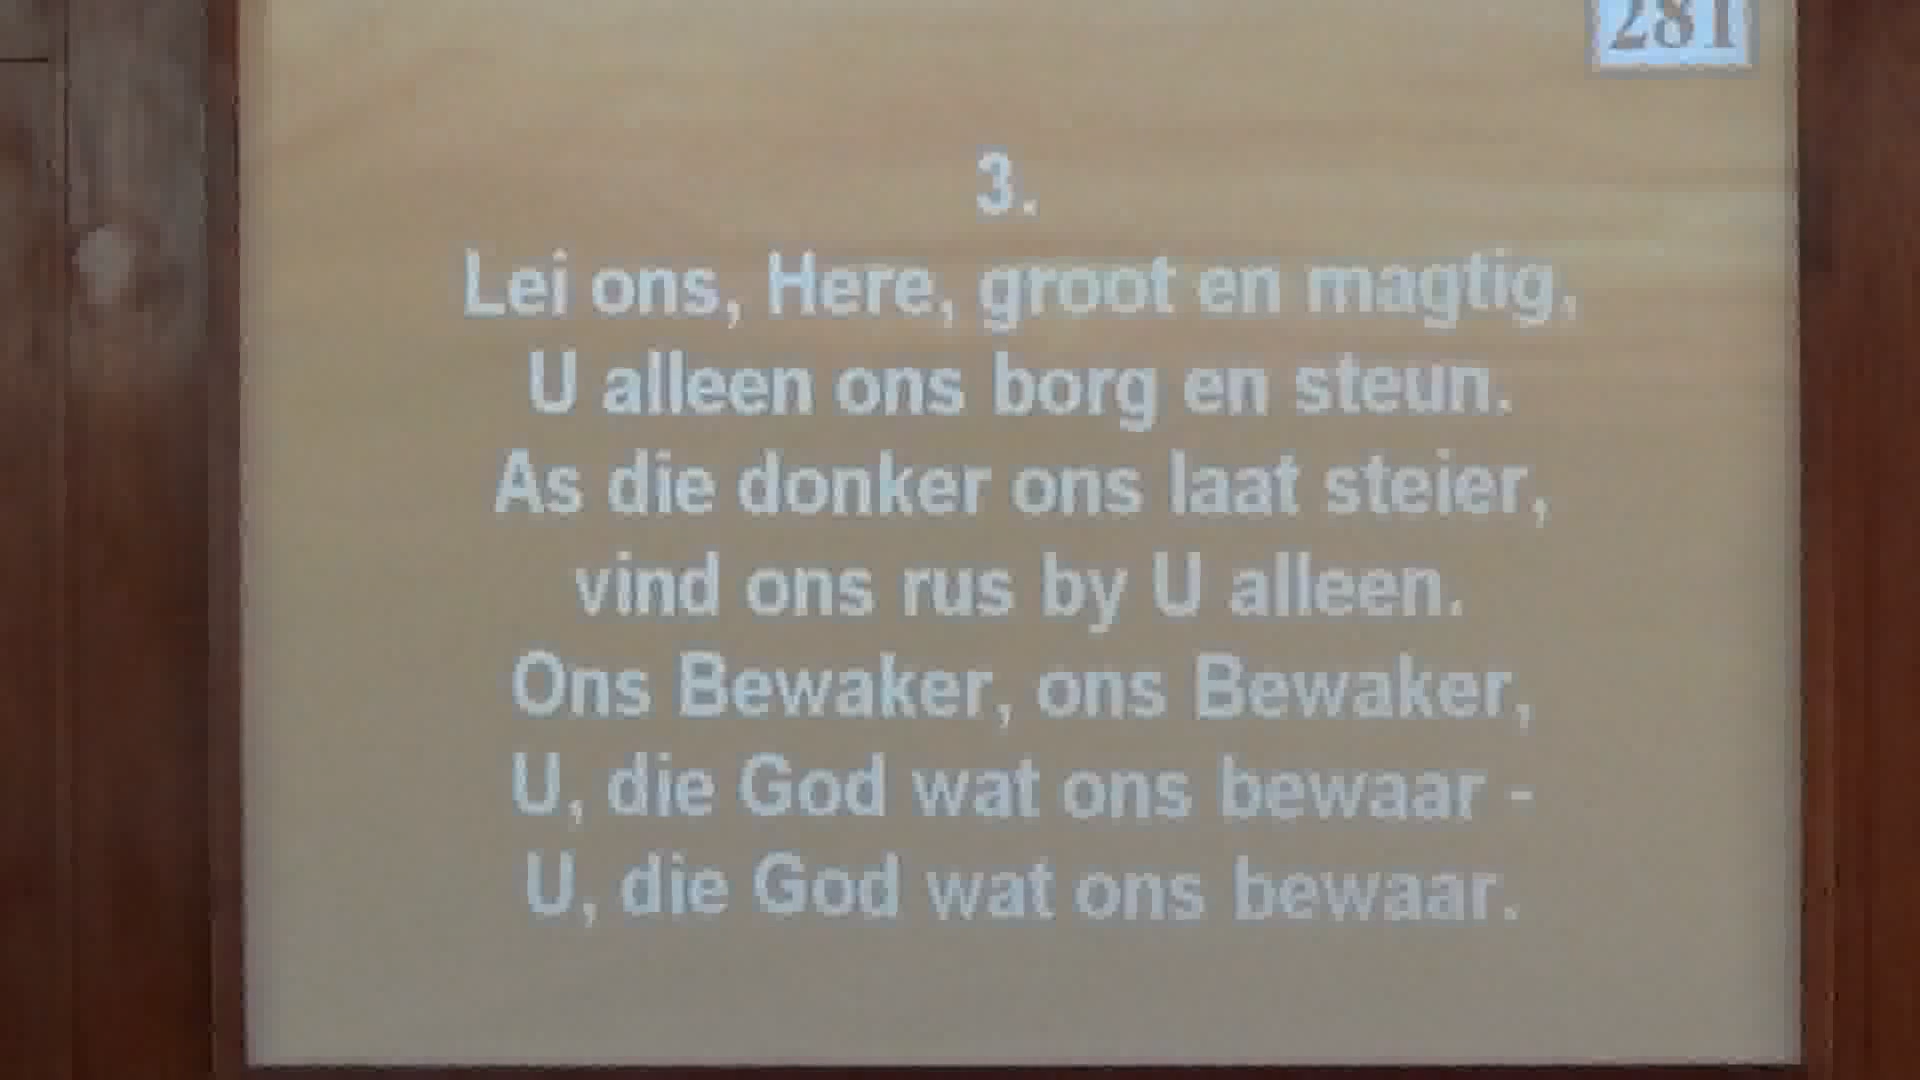 281
3.
Lei ons, Here, groot en magtig,
U alleen ons borg en steun.
As die donker ons laat steier,
vind ons rus by U alleen.
Ons Bewaker, ons Bewaker,
U, die God wat ons bewaar -
U, die God wat ons bewaar.